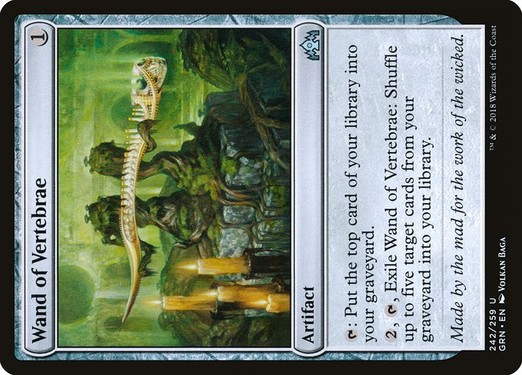 Wand of Vertebrae
1
Artifact
: Put the top card of your library into
your graveyard.
2, , Exile Wand of Vertebrae: Shuffle
up to five target cards from your
graveyard into your library.
Made by the mad for the work of the wicked.
242/259 U
GRN • EN VOLKAN BAGA
™ & © 2018 Wizards of the Coast